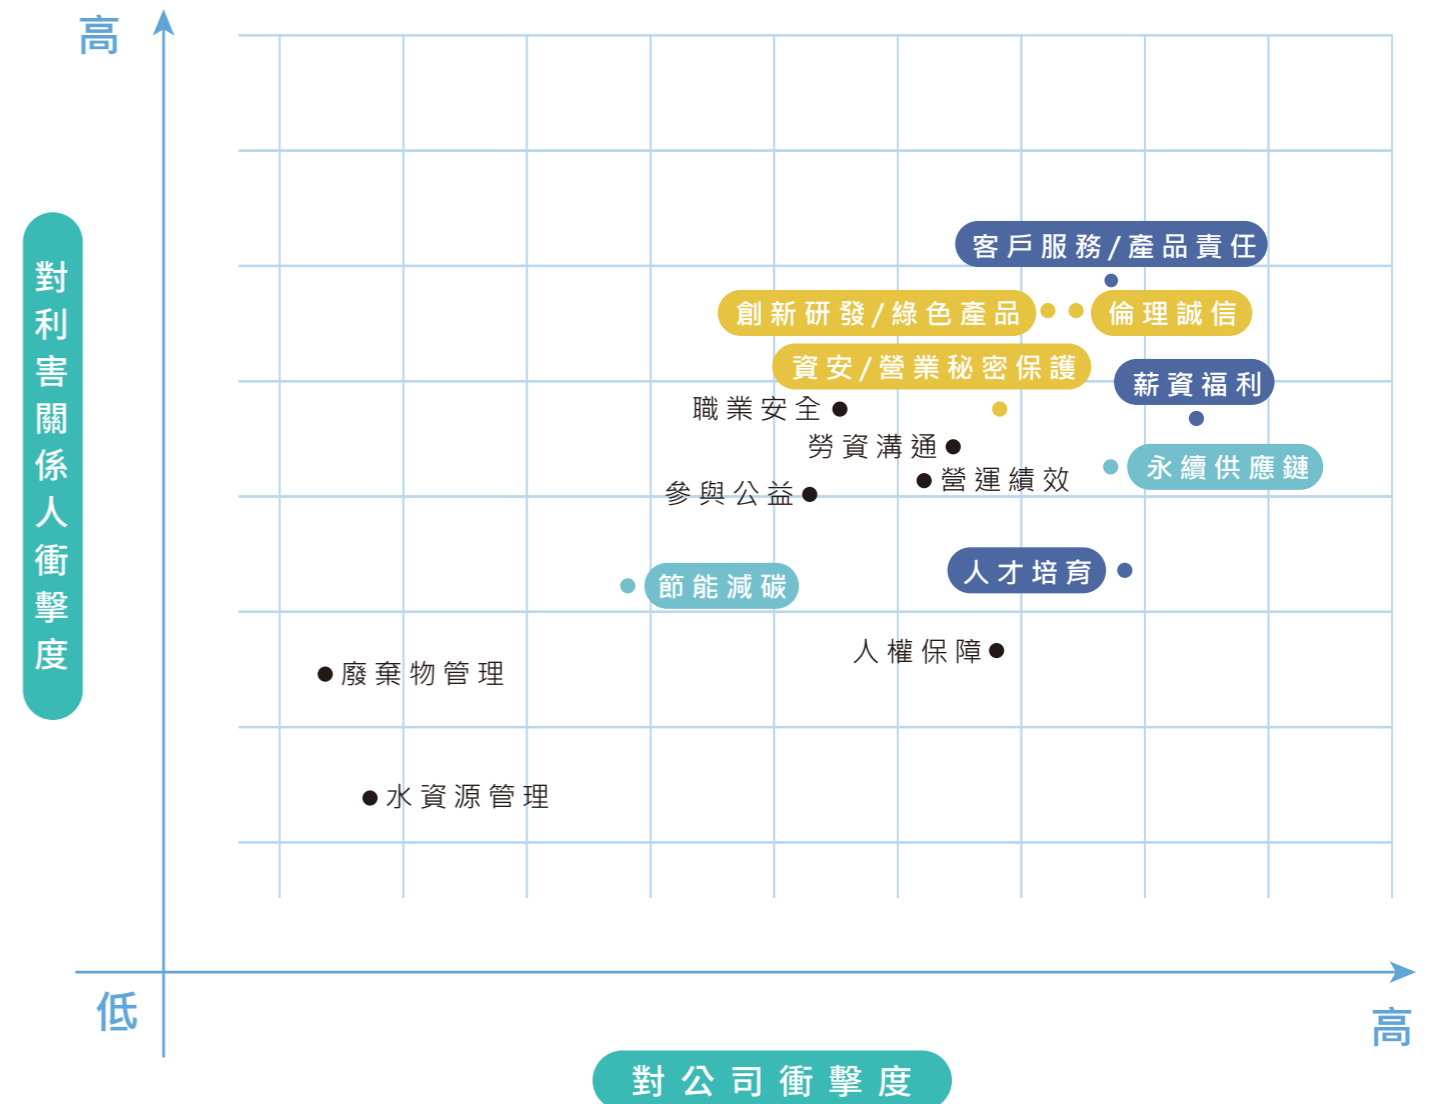 高
對利害關係人衝擊度
客戶服務/產品責任
創新研發/綠色產品
倫理誠信
資安/營業秘密保護
薪資福利
職業安全
勞資溝通
永續供應鏈
營運績效
參與公益
人才培育
節能減碳
人權保障
廢棄物管理
水資源管理
低
高
對公司衝擊度